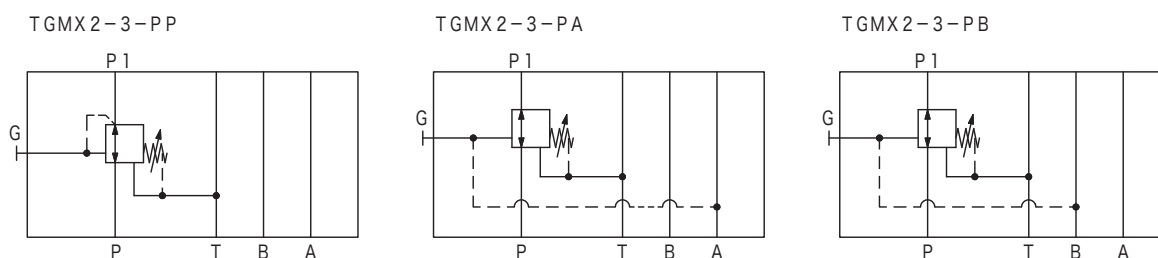 TGMX2-3-PP
TGMX2-3-PA
TGMX2-3-PB
P1
P1
P1
G
G
G
P T B A
P T B A
P T B A